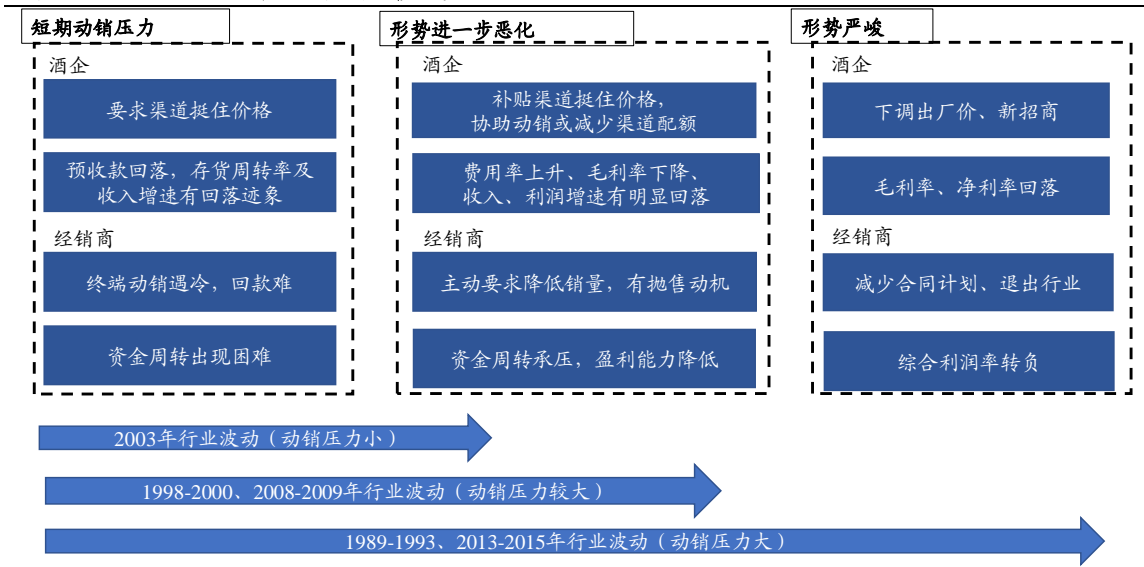 短期动销压力
酒企
要求渠道挺住价格
预收款回落，存货周转率及
收入增速有回落迹象
经销商
终端动销遇冷，回款难
资金周转出现困难
形势进一步恶化
酒企
补贴渠道挺住价格，
协助动销或减少渠道配额
费用率上升、毛利率下降、
收入、利润增速有明显回落
经销商
主动要求降低销量，有抛售动机
资金周转承压，盈利能力降低
形势严峻
酒企
下调出厂价、新招商
毛利率、净利率回落
经销商
减少合同计划、退出行业
综合利润率转负
2003年行业波动（动销压力小）
1998-2000、2008-2009年行业波动（动销压力较大）
1989-1993、2013-2015年行业波动（动销压力大）